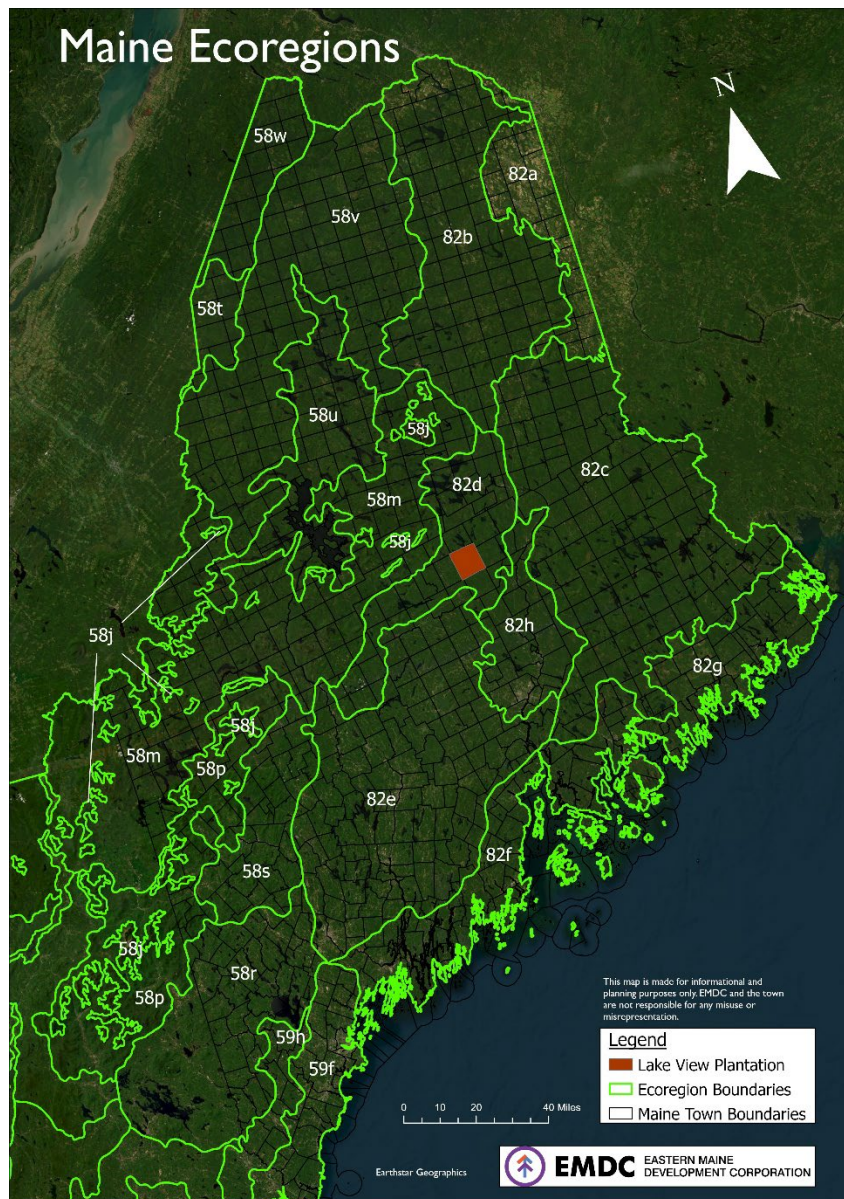 Maine Ecoregions
N
58w
82a
58v
82b
58t
58u
58j
82c
82d
58m
58j
58j
82h
82g
58j
58m
58p
82e
82f
58s
58j
58r
58p
59h
59f
This map is made for informational and
planning purposes only. EMDC and the town
are not responsible for any misuse or
misrepresentation.
Legend
Lake View Plantation
Ecoregion Boundaries
Maine Town Boundaries
0 10 20 40 Miles
Earthstar Geographics
EMDC
EASTERN MAINE
DEVELOPMENT CORPORATION